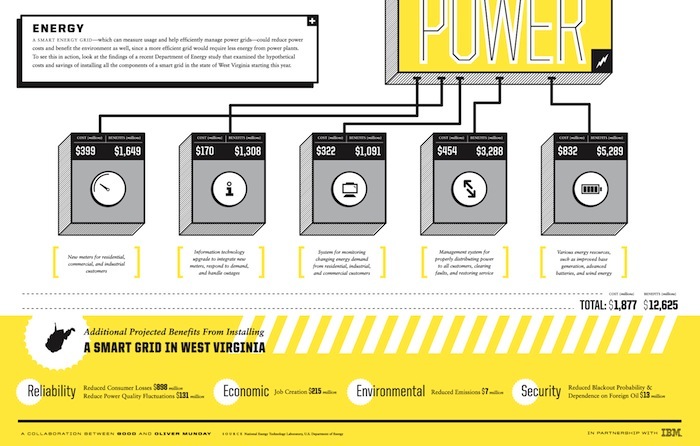 POWER
ENERGY
A SMART ENERGY GRID—which can measure usage and help efficiently manage power grids—could reduce power
costs and benefit the environment as well, since a more efficient grid would require less energy from power plants.
To see this in action, look at the findings of a recent Department of Energy study that examined the hypothetical
costs and savings of installing all the components of a smart grid in the state of West Virginia starting this year.
COST (millions) BENEFITS (millions)
$399 $1,649
New meters for residential,
commercial, and industrial
customers
COST (millions) BENEFITS (millions)
$170 $1,308
i
Information technology
upgrade to integrate new
meters, respond to demand,
and handle outages
COST (millions) BENEFITS (millions)
$322 $1,091
System for monitoring
changing energy demand
from residential, industrial,
and commercial customers
COST (millions) BENEFITS (millions)
$454 $3,288
Management system for
properly distributing power
to all customers, clearing
faults, and restoring service
COST (millions) BENEFITS (millions)
$832 $5,289
Various energy resources,
such as improved base
generation, advanced
batteries, and wind energy
COST (millions) BENEFITS (millions)
TOTAL: $1,877 $12,625
Additional Projected Benefits From Installing
A SMART GRID IN WEST VIRGINIA
Reliability
Reduced Consumer Losses $898 million
Reduce Power Quality Fluctuations $131 million
Economic Job Creation $215 million
Environmental Reduced Emissions $7 million
Security
Reduced Blackout Probability &
Dependence on Foreign Oil $13 million
A COLLABORATION BETWEEN GOOD AND OLIVER MUNDAY SOURCE National Energy Technology Laboratory, U.S. Department of Energy IN PARTNERSHIP WITH IBM